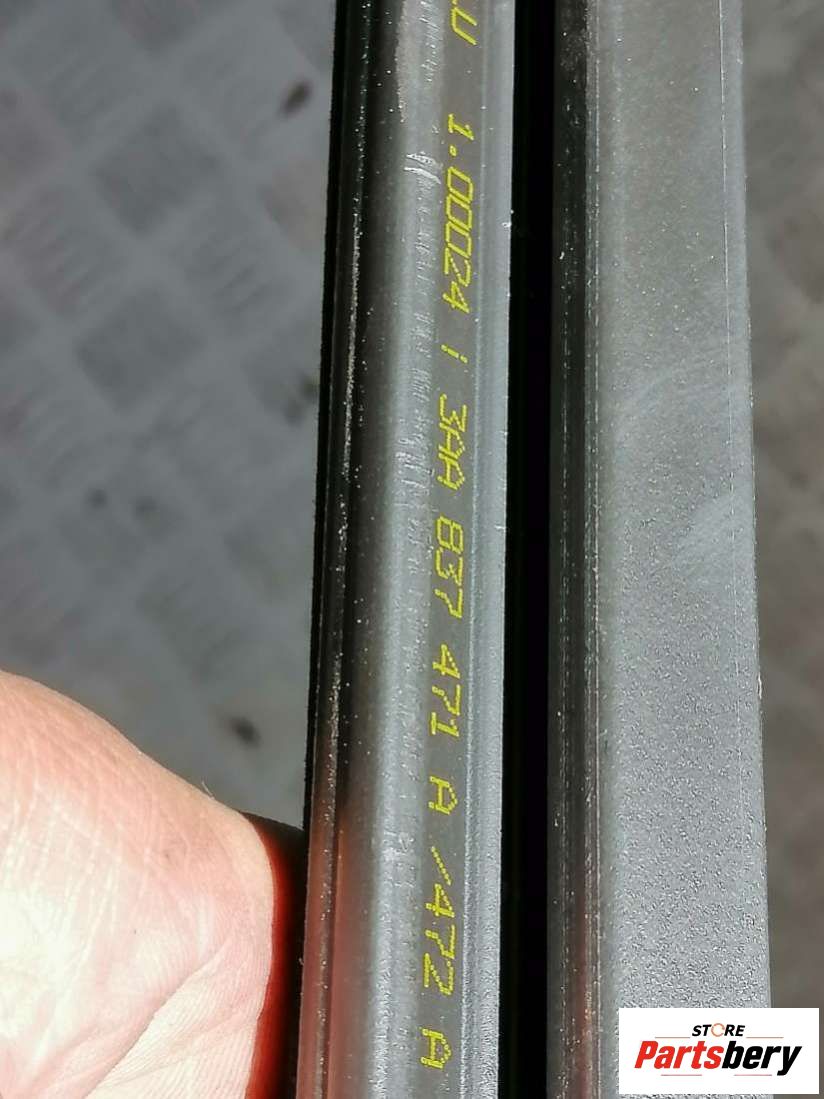 1.00024 / 3AA 837 471 A /472 A
STORE
Partsbery